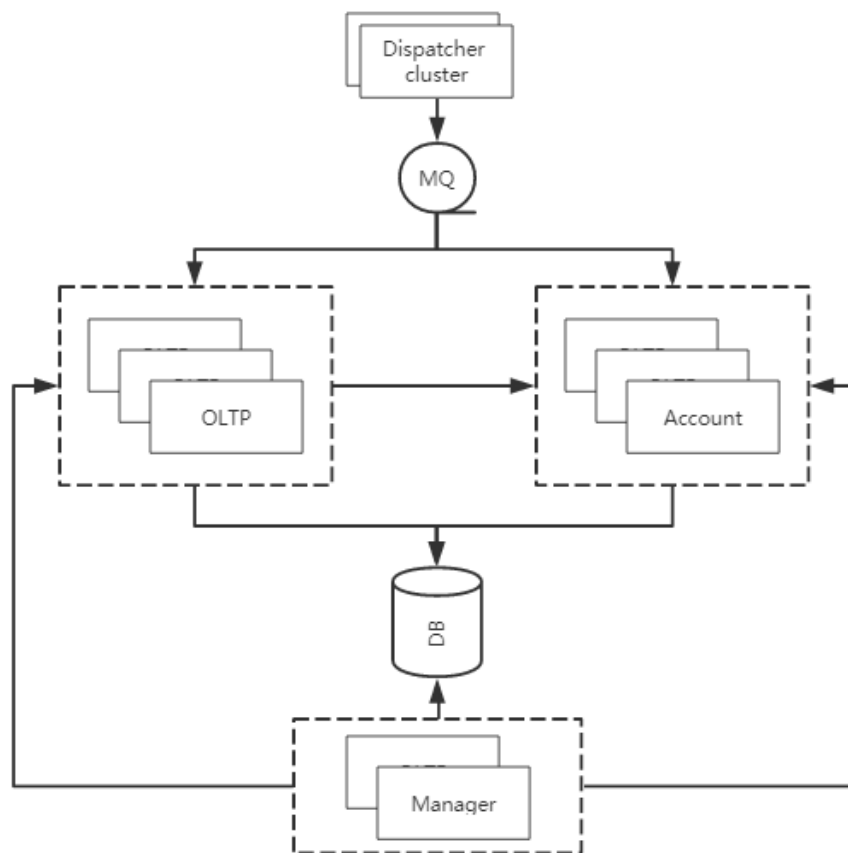 Dispatcher
cluster
MQ
OLTP
Account
DB
Manager